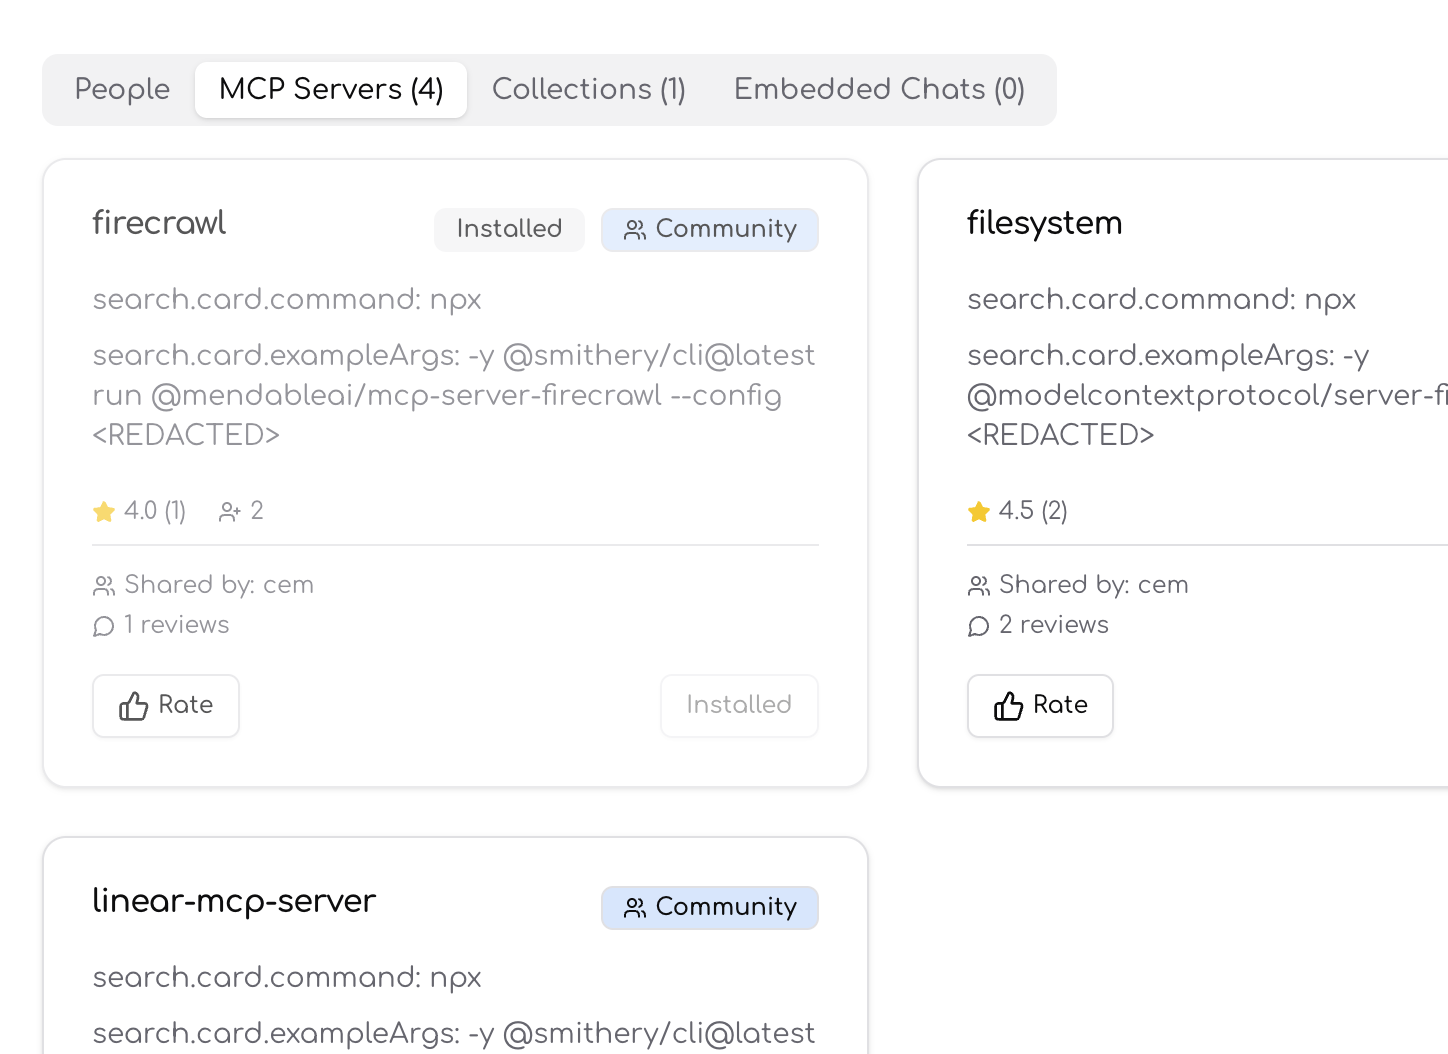 People
MCP Servers (4)
Collections (1)
Embedded Chats (0)
firecrawl
Installed
Community
search.card.command: npx
search.card.exampleArgs: -y @smithery/cli@latest
run @mendableai/mcp-server-firecrawl --config
<REDACTED>
4.0 (1)
2
Shared by: cem
1 reviews
Rate
Installed
filesystem
search.card.command: npx
search.card.exampleArgs: -y
@modelcontextprotocol/server-fi
<REDACTED>
4.5 (2)
Shared by: cem
2 reviews
Rate
linear-mcp-server
Community
search.card.command: npx
search.card.exampleArgs: -y @smithery/cli@latest